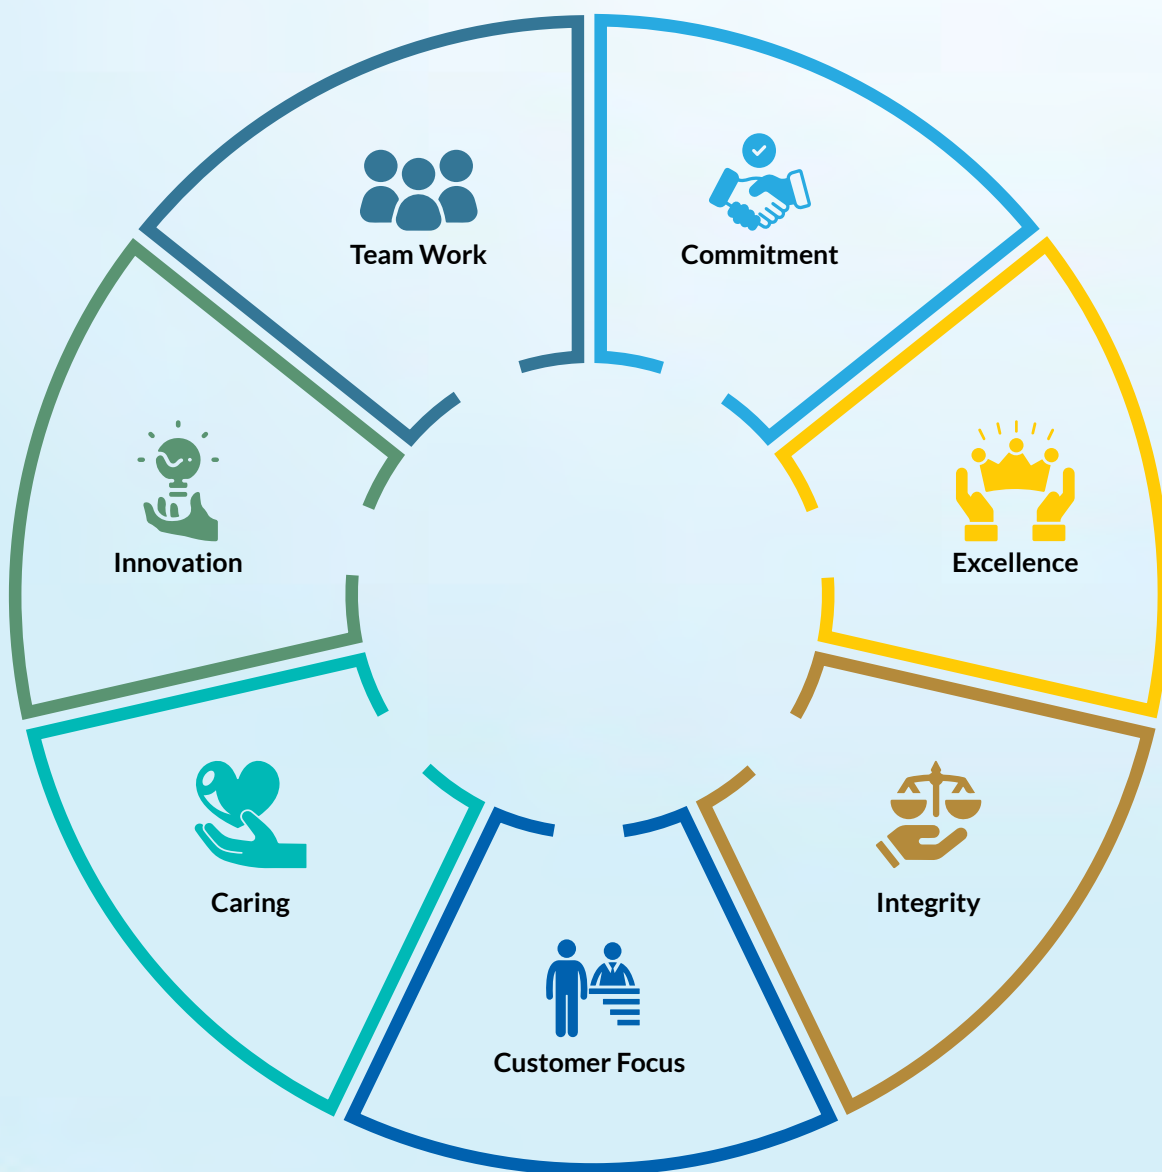 Team Work
Commitment
Innovation
Excellence
Caring
Integrity
Customer Focus